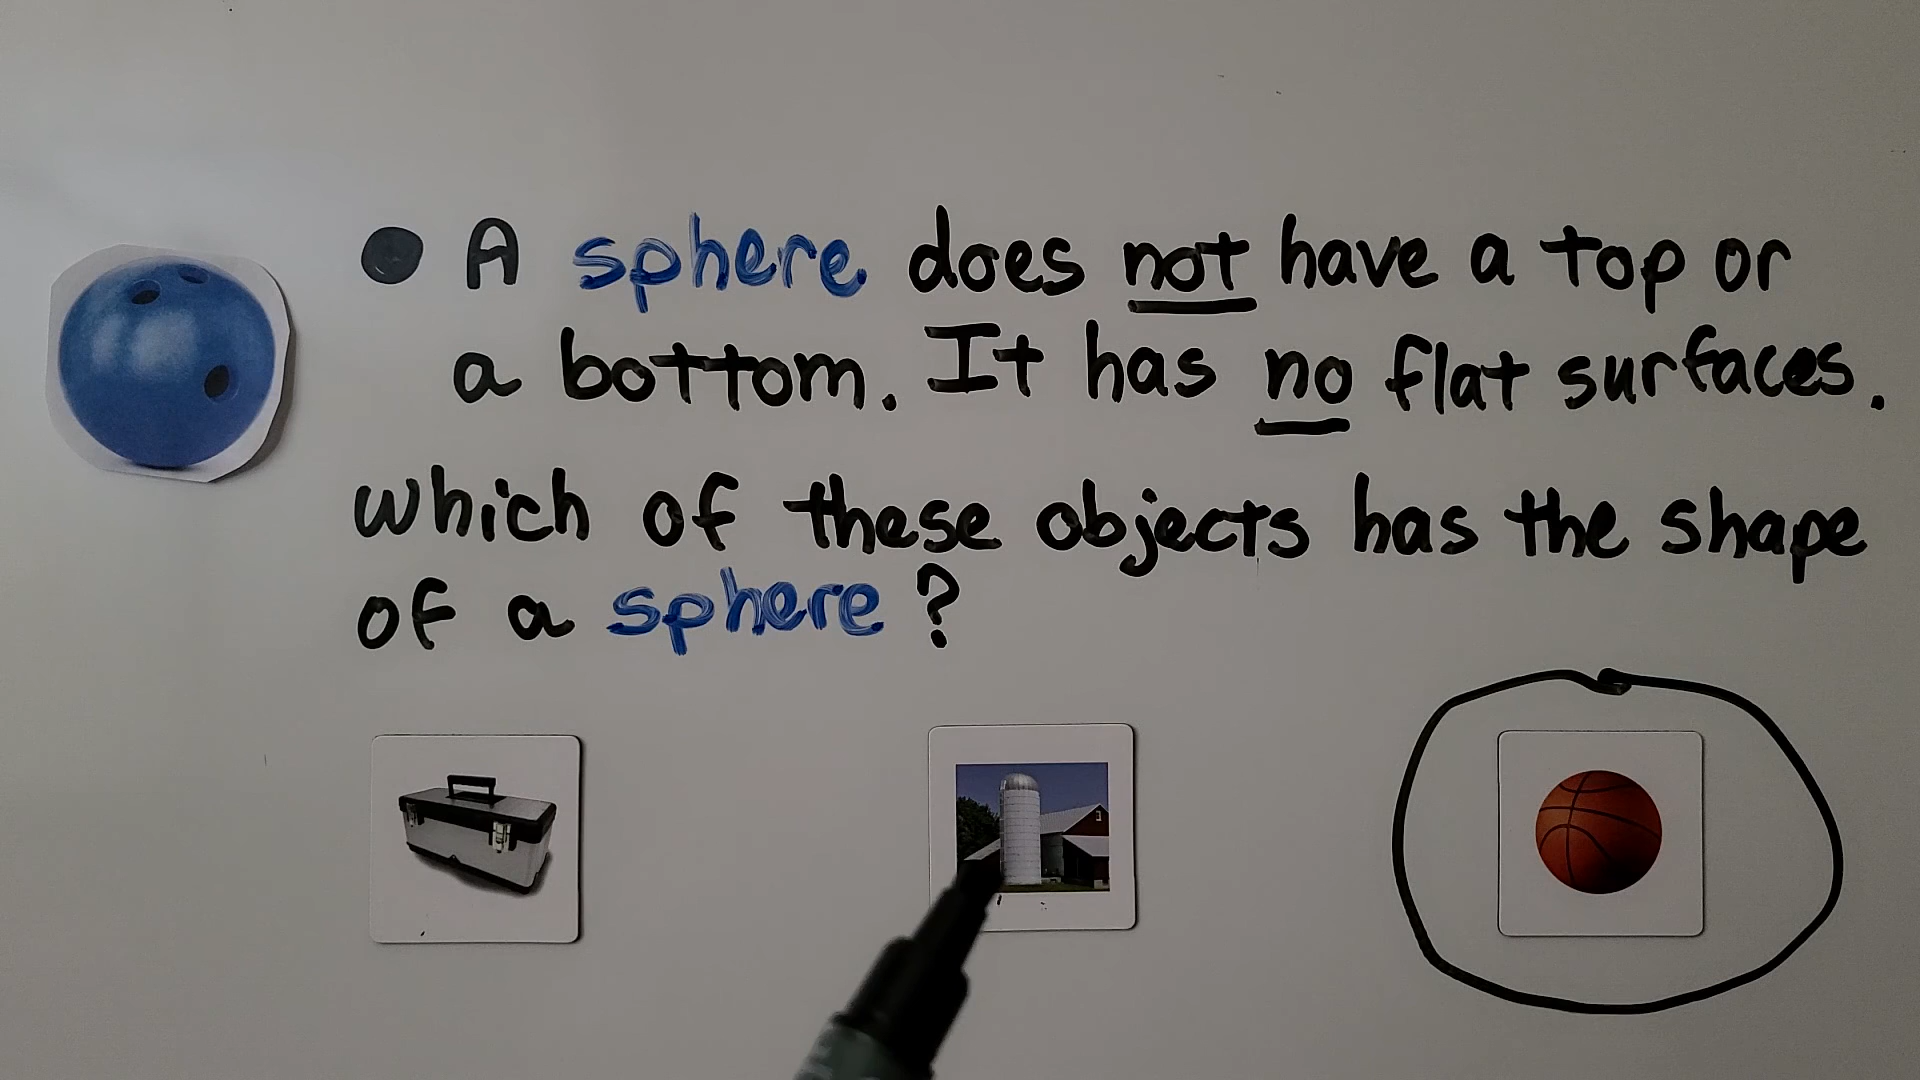 ● A sphere does not have a top or
a bottom. It has no flat surfaces.
Which of these objects has the shape
of a sphere?